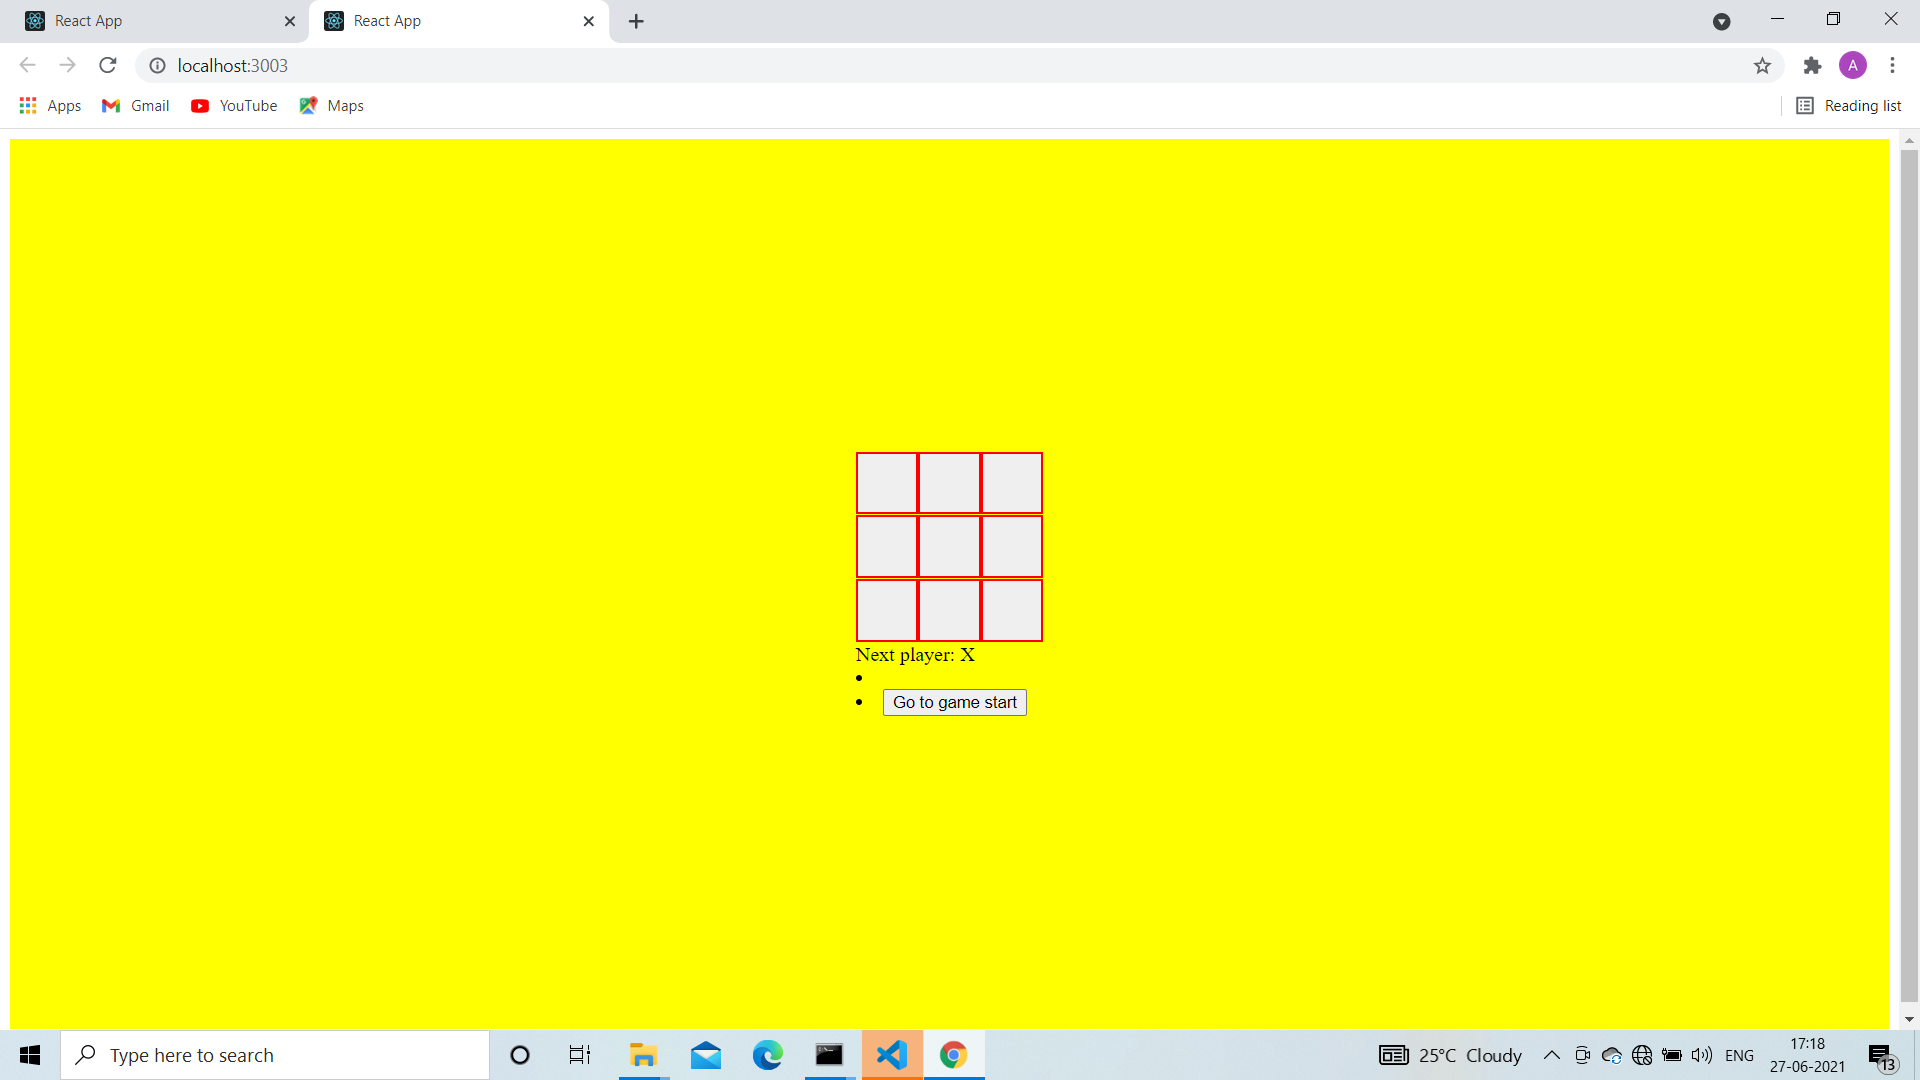 React App
React App
localhost:3003
A
Apps
Gmail
YouTube
Maps
Reading list
Next player: X
Go to game start
Type here to search
25°C Cloudy
ENG
17:18
27-06-2021
13